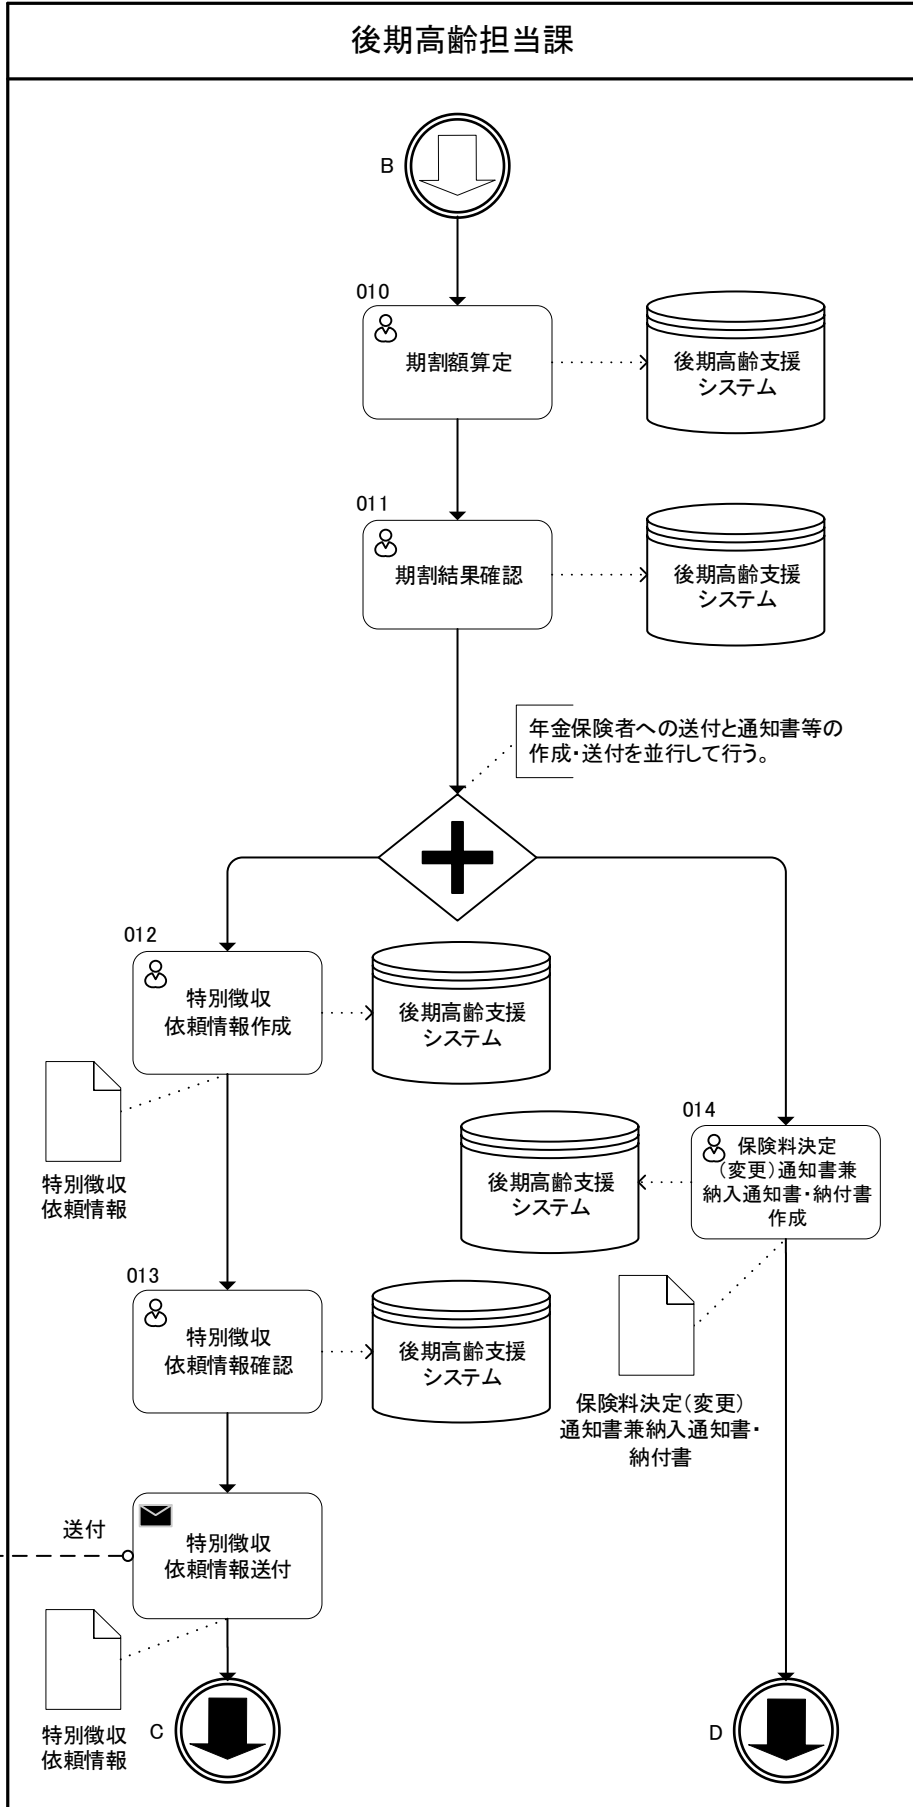 後期高齢担当課
B
010
期割額算定
後期高齢支援
システム
011
期割結果確認
後期高齢支援
システム
年金保険者への送付と通知書等の
作成・送付を並行して行う。
012
特別徴収
依頼情報作成
後期高齢支援
システム
特別徴収
依頼情報
014
保険料決定
（変更）通知書兼
納入通知書・納付書
作成
後期高齢支援
システム
013
特別徴収
依頼情報確認
後期高齢支援
システム
保険料決定（変更）
通知書兼納入通知書・
納付書
送付
特別徴収
依頼情報送付
特別徴収
依頼情報
C
D